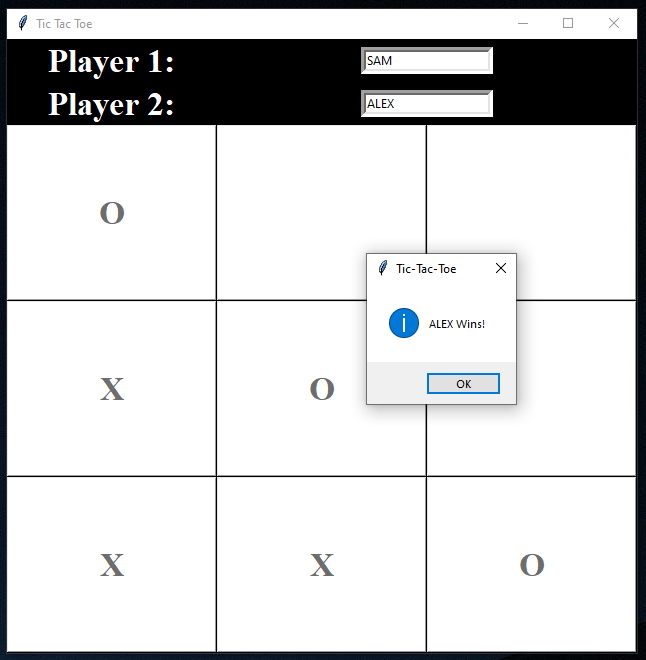 Tic Tac Toe
Player 1: SAM
Player 2: ALEX
O
Tic-Tac-Toe
ALEX Wins!
X O
OK
X X O